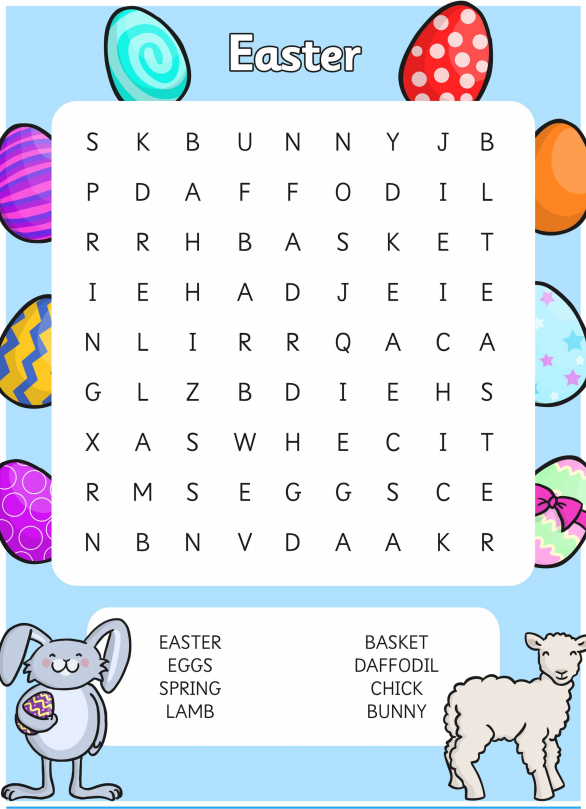 Easter
S K B U N N Y J B
P D A F F O D I L
R R H B A S K E T
I E H A D J E I E
N L I R R Q A C A
G L Z B D I E H S
X A S W H E C I T
R M S E G G S C E
N B N V D A A K R
EASTER BASKET
EGGS DAFFODIL
SPRING CHICK
LAMB BUNNY